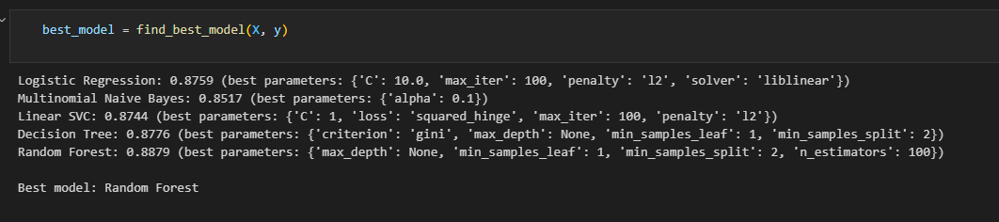 best_model = find_best_model(X, y)
Logistic Regression: 0.8759 (best parameters: {'C': 10.0, 'max_iter': 100, 'penalty': 'l2', 'solver': 'liblinear'})
Multinomial Naive Bayes: 0.8517 (best parameters: {'alpha': 0.1})
Linear SVC: 0.8744 (best parameters: {'C': 1, 'loss': 'squared_hinge', 'max_iter': 100, 'penalty': 'l2'})
Decision Tree: 0.8776 (best parameters: {'criterion': 'gini', 'max_depth': None, 'min_samples_leaf': 1, 'min_samples_split': 2})
Random Forest: 0.8879 (best parameters: {'max_depth': None, 'min_samples_leaf': 1, 'min_samples_split': 2, 'n_estimators': 100})
Best model: Random Forest